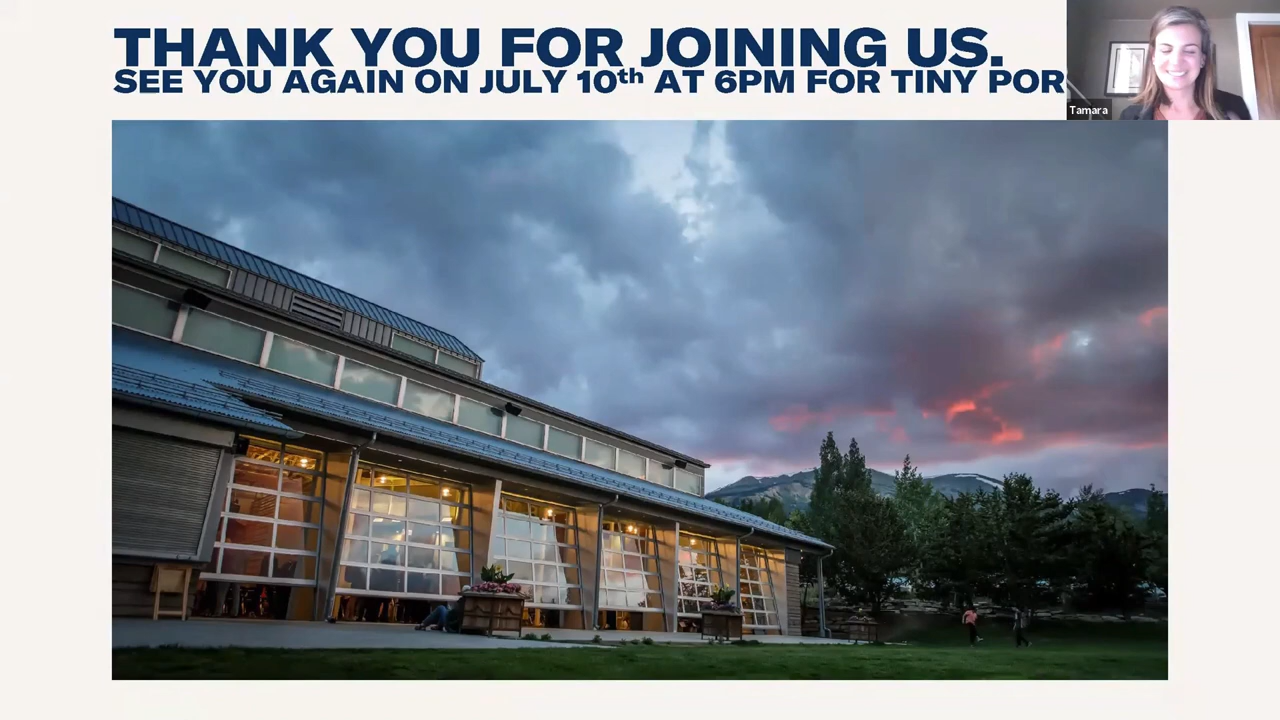 THANK YOU FOR JOINING US.
SEE YOU AGAIN ON JULY 10th AT 6PM FOR TINY POR
Tamara